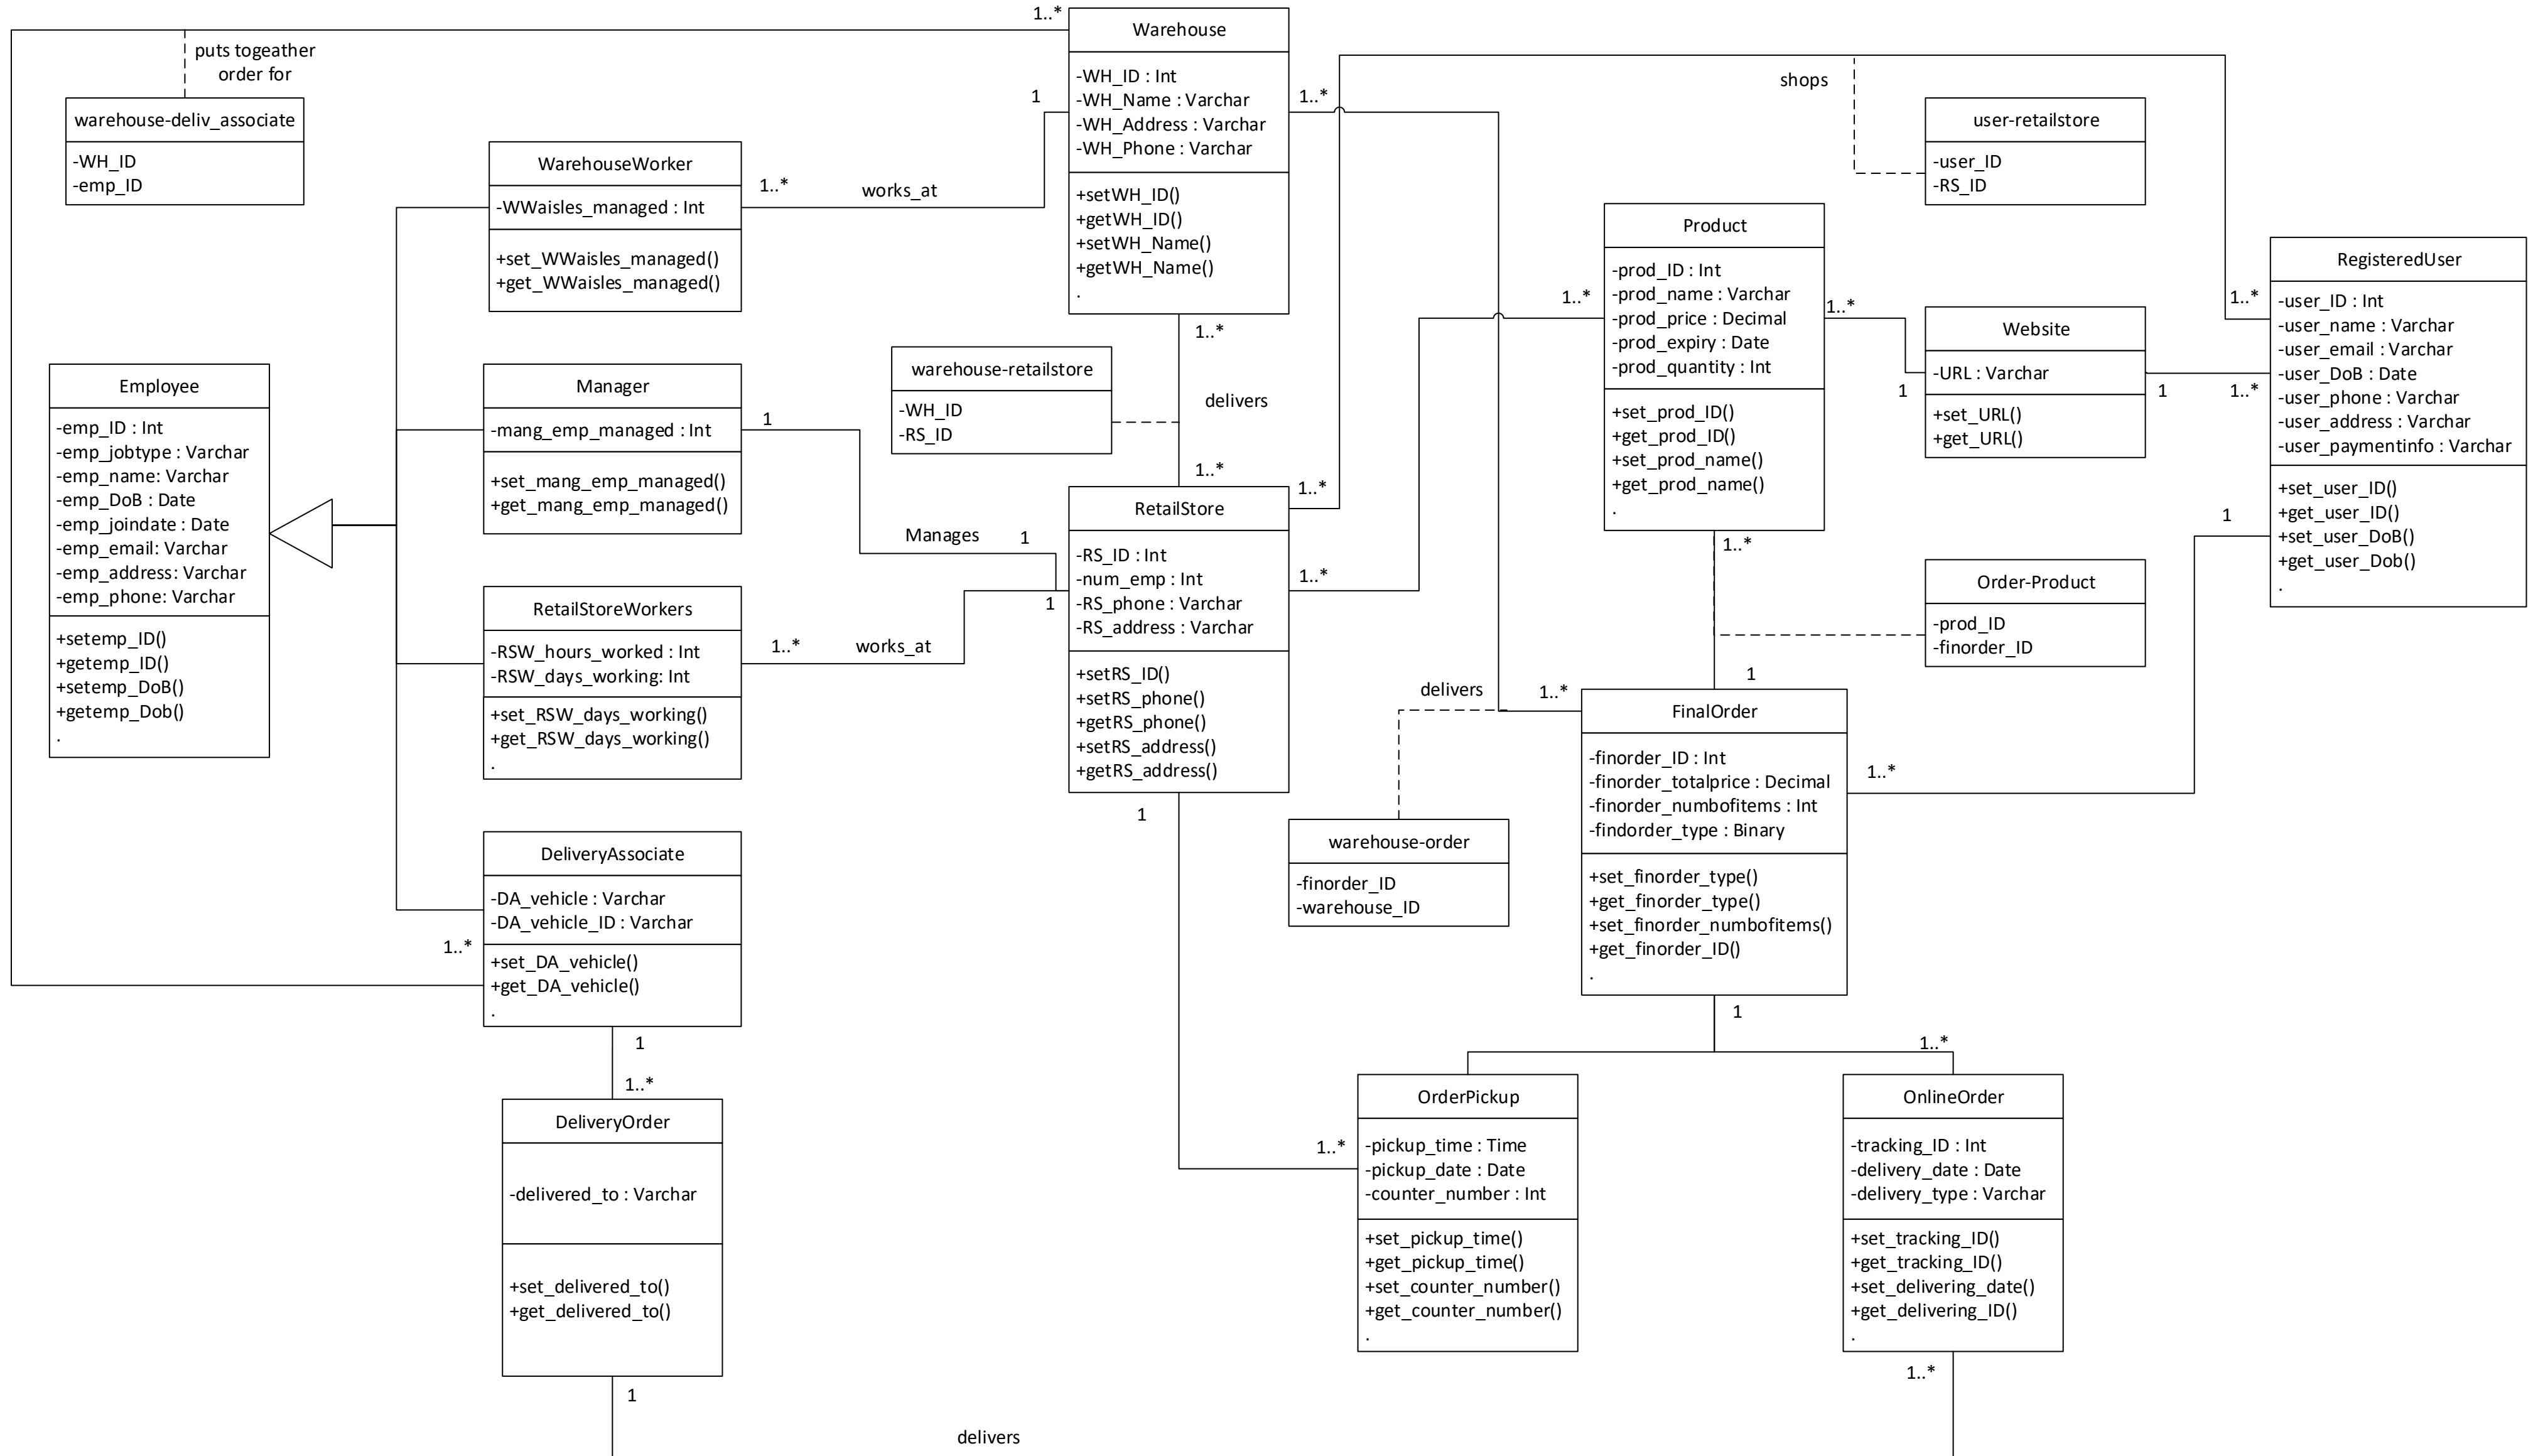 1..*
puts togeather
order for
warehouse-deliv_associate
-WH_ID
-emp_ID
Warehouse
-WH_ID : Int
-WH_Name : Varchar
-WH_Address : Varchar
-WH_Phone : Varchar
+setWH_ID()
+getWH_ID()
+setWH_Name()
+getWH_Name()
.
1
1..*
shops
user-retailstore
-user_ID
-RS_ID
WarehouseWorker
-WWaisles_managed : Int
+set_WWaisles_managed()
+get_WWaisles_managed()
1..*
works_at
Product
-prod_ID : Int
-prod_name : Varchar
-prod_price : Decimal
-prod_expiry : Date
-prod_quantity : Int
+set_prod_ID()
+get_prod_ID()
+set_prod_name()
+get_prod_name()
.
1..*
1..*
Website
-URL : Varchar
+set_URL()
+get_URL()
1
1
1..*
1..*
RegisteredUser
-user_ID : Int
-user_name : Varchar
-user_email : Varchar
-user_DoB : Date
-user_phone : Varchar
-user_address : Varchar
-user_paymentinfo : Varchar
+set_user_ID()
+get_user_ID()
+set_user_DoB()
+get_user_Dob()
.
1
Employee
-emp_ID : Int
-emp_jobtype : Varchar
-emp_name: Varchar
-emp_DoB : Date
-emp_joindate : Date
-emp_email: Varchar
-emp_address: Varchar
-emp_phone: Varchar
+setemp_ID()
+getemp_ID()
+setemp_DoB()
+getemp_Dob()
.
Manager
-mang_emp_managed : Int
+set_mang_emp_managed()
+get_mang_emp_managed()
1
Manages
1
warehouse-retailstore
-WH_ID
-RS_ID
1..*
delivers
1..*
1..*
RetailStore
-RS_ID : Int
-num_emp : Int
-RS_phone : Varchar
-RS_address : Varchar
+setRS_ID()
+setRS_phone()
+getRS_phone()
+setRS_address()
+getRS_address()
1..*
1
1
RetailStoreWorkers
-RSW_hours_worked : Int
-RSW_days_working: Int
+set_RSW_days_working()
+get_RSW_days_working()
.
1..*
works_at
1..*
Order-Product
-prod_ID
-finorder_ID
1
delivers
1..*
FinalOrder
-finorder_ID : Int
-finorder_totalprice : Decimal
-finorder_numbofitems : Int
-findorder_type : Binary
+set_finorder_type()
+get_finorder_type()
+set_finorder_numbofitems()
+get_finorder_ID()
.
1..*
1
warehouse-order
-finorder_ID
-warehouse_ID
DeliveryAssociate
-DA_vehicle : Varchar
-DA_vehicle_ID : Varchar
+set_DA_vehicle()
+get_DA_vehicle()
.
1..*
1
1..*
DeliveryOrder
-delivered_to : Varchar
+set_delivered_to()
+get_delivered_to()
1
1..*
OrderPickup
-pickup_time : Time
-pickup_date : Date
-counter_number : Int
+set_pickup_time()
+get_pickup_time()
+set_counter_number()
+get_counter_number()
.
1..*
OnlineOrder
-tracking_ID : Int
-delivery_date : Date
-delivery_type : Varchar
+set_tracking_ID()
+get_tracking_ID()
+set_delivering_date()
+get_delivering_ID()
.
1..*
delivers